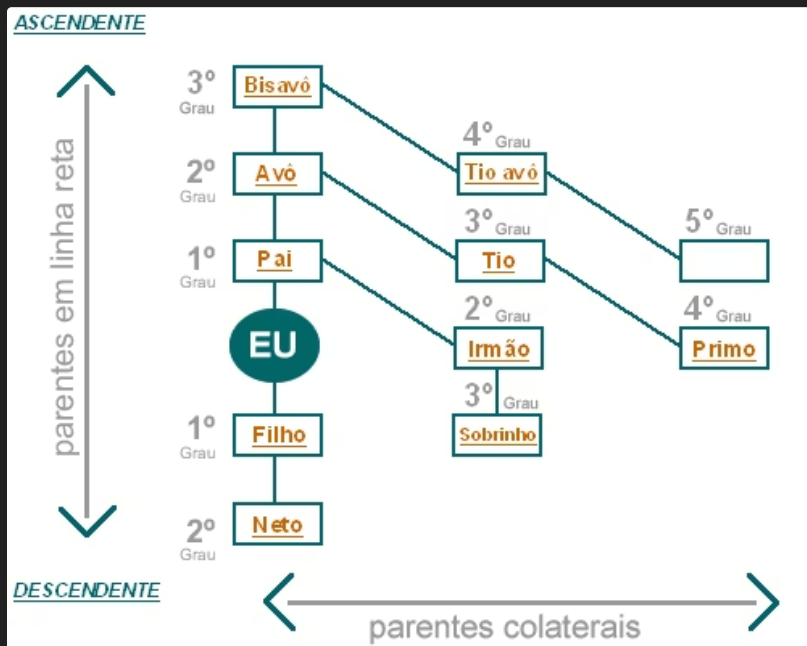 ASCENDENTE
3º Grau
Bisavô
4º Grau
2º Grau
Avô
Tio avô
3º Grau
5º Grau
1º Grau
Pai
Tio
2º Grau
4º Grau
EU
Irmão
Primo
3º Grau
1º Grau
Filho
Sobrinho
2º Grau
Neto
parentes em linha reta
DESCENDENTE
parentes colaterais